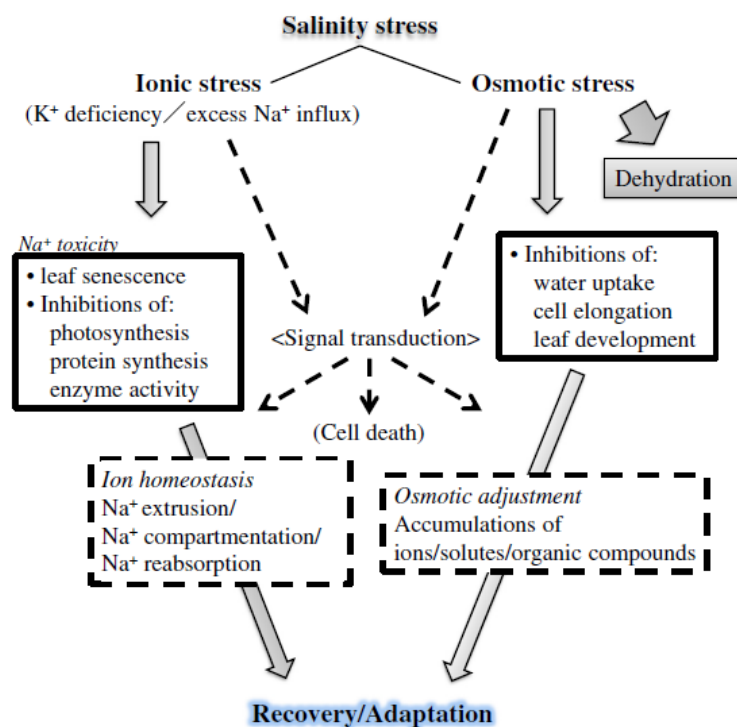 Salinity stress
Ionic stress
(K⁺ deficiency／excess Na⁺ influx)
Osmotic stress
Dehydration
Na⁺ toxicity
• leaf senescence
• Inhibitions of:
photosynthesis
protein synthesis
enzyme activity
• Inhibitions of:
water uptake
cell elongation
leaf development
<Signal transduction>
(Cell death)
Ion homeostasis
Na⁺ extrusion/
Na⁺ compartmentation/
Na⁺ reabsorption
Osmotic adjustment
Accumulations of
ions/solutes/organic compounds
Recovery/Adaptation